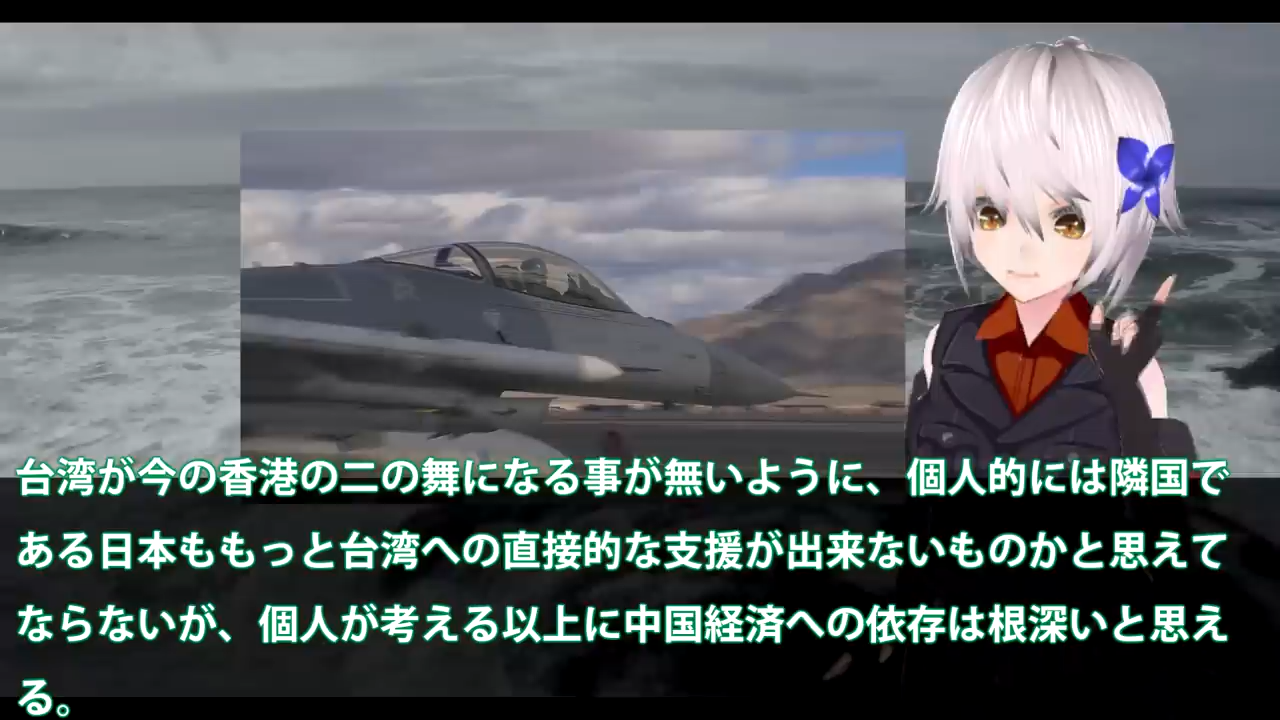 台湾が今の香港の二の舞になる事が無いように、個人的には隣国で
ある日本ももっと台湾への直接的な支援が出来ないものかと思えて
ならないが、個人が考える以上に中国経済への依存は根深いと思え
る。